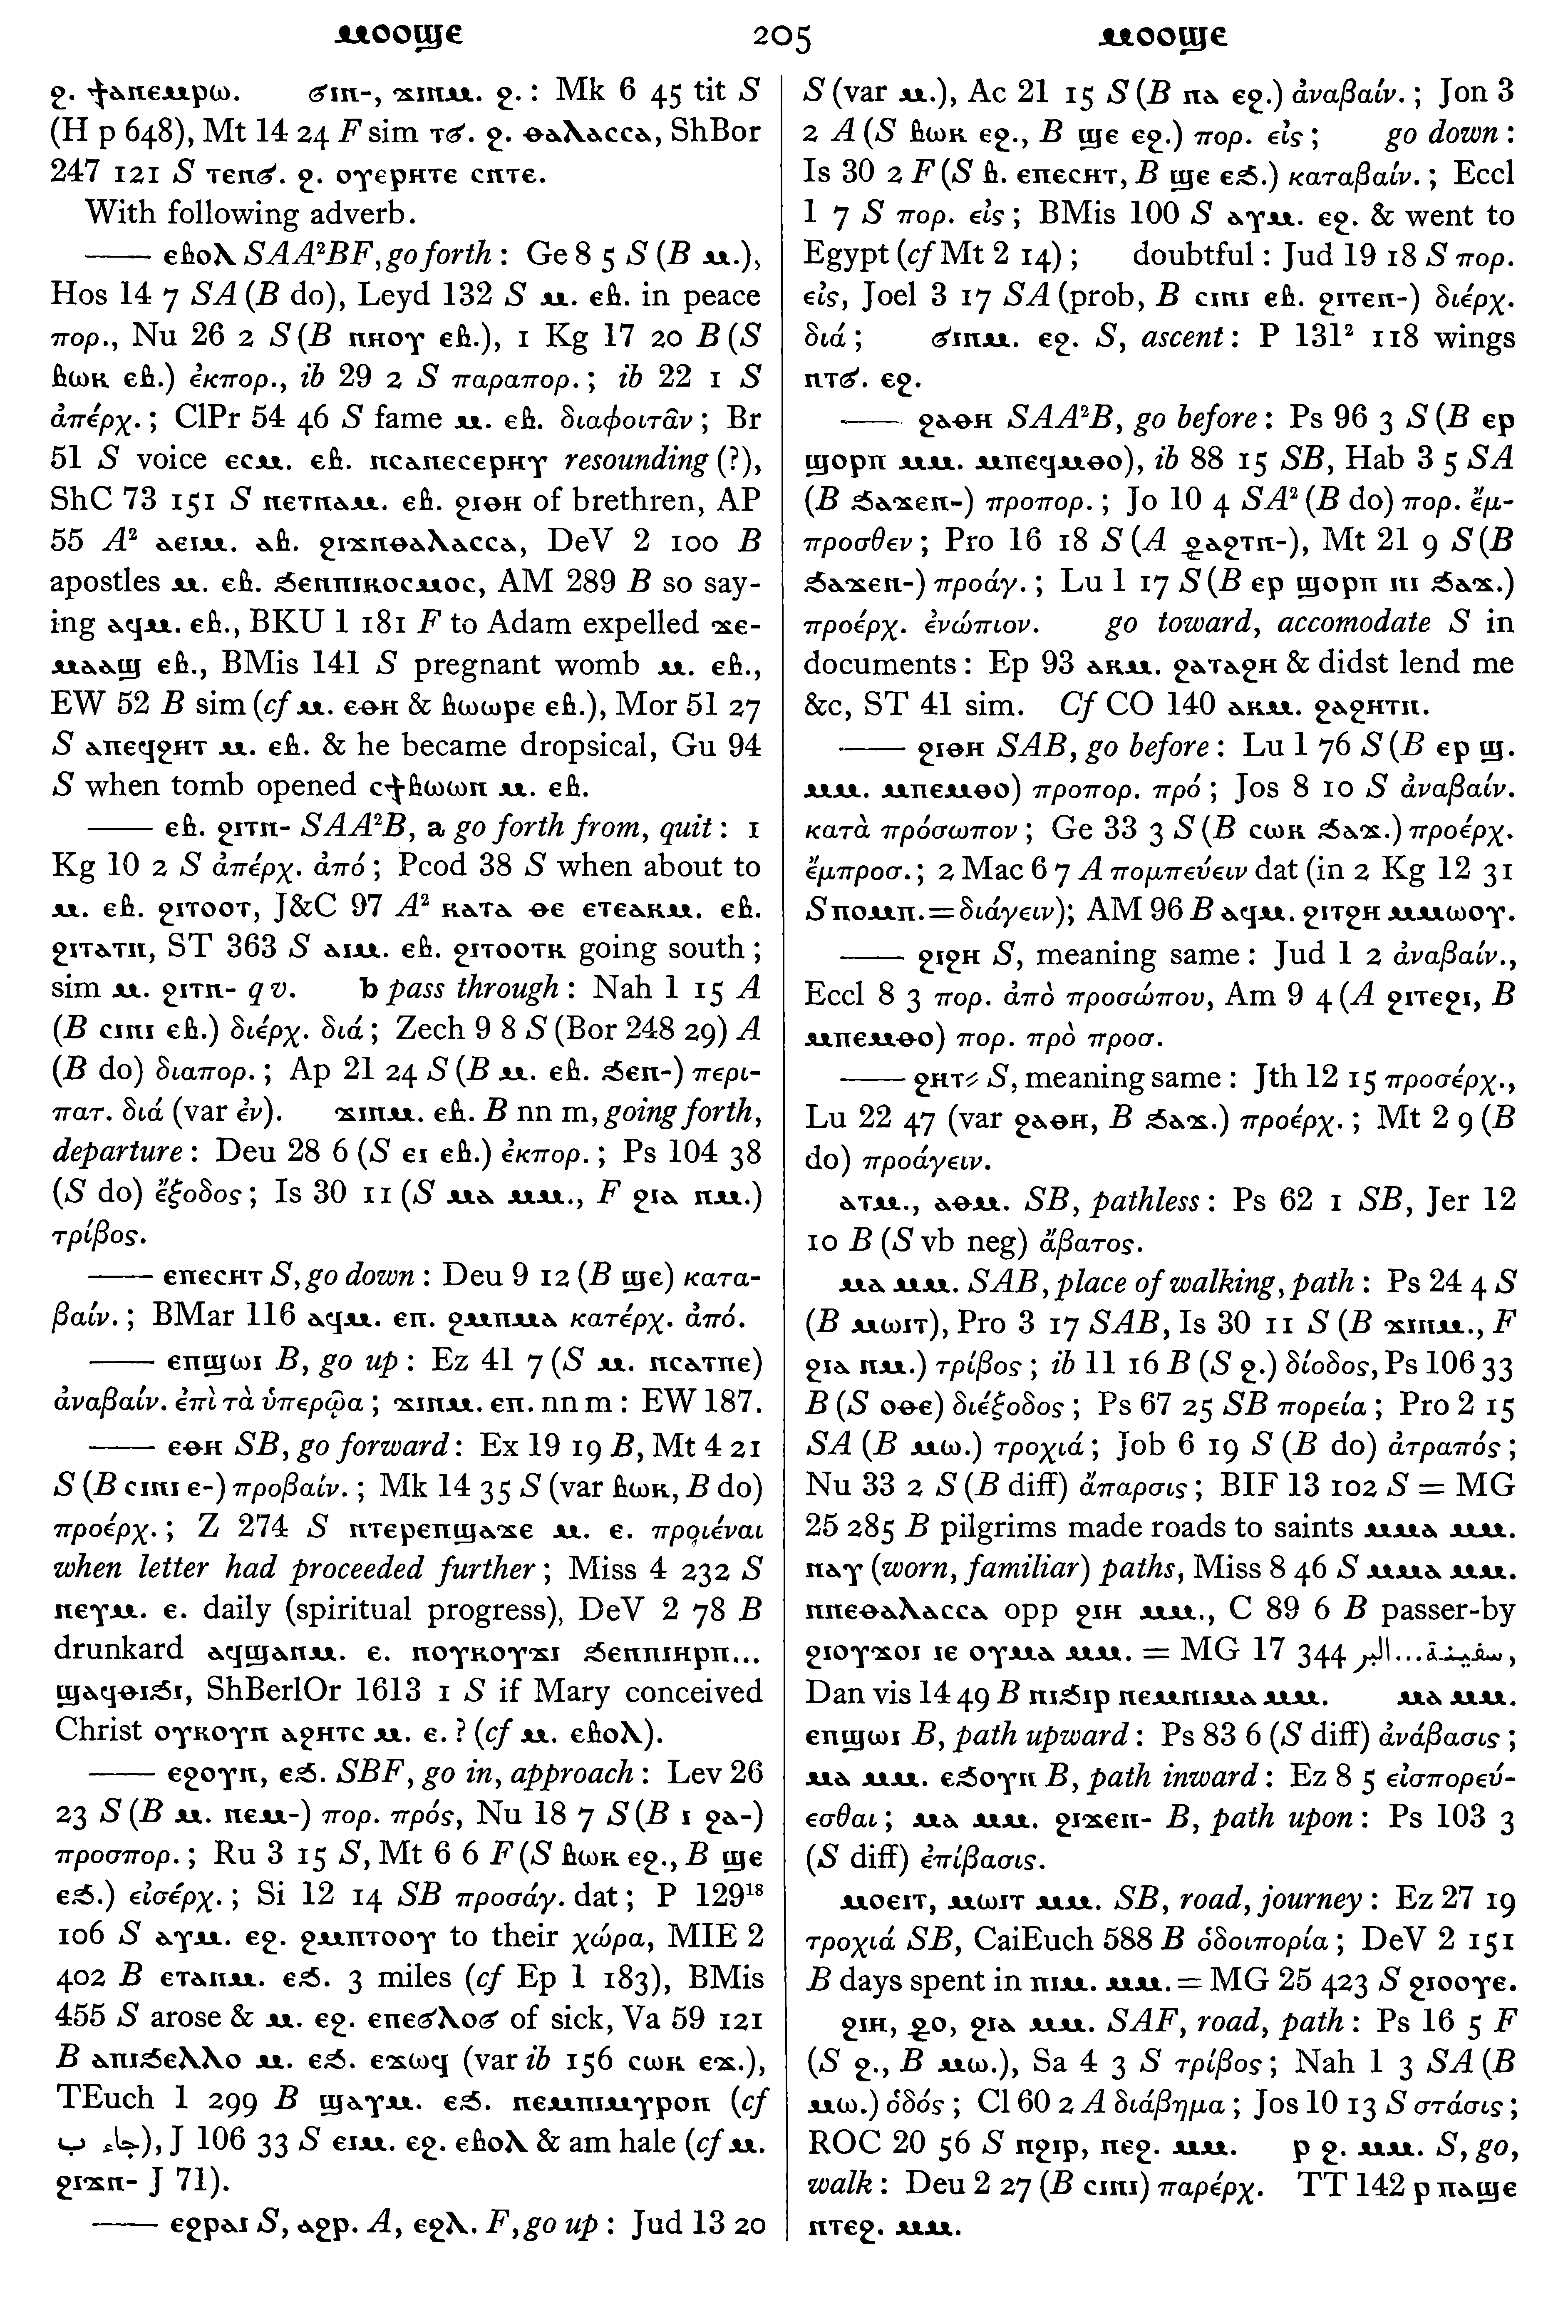 ⲙⲟⲟϣⲉ 205 ⲙⲟⲟϣⲉ
ϩ. ϯⲁⲡⲉⲙⲣⲱ. ϭⲓⲛ-, ϫⲓⲛⲙ. ϩ. : Mk 6 45 tit S
(H p 648), Mt 14 24 F sim ⲧϭ. ϩ. ⲑⲁⲗⲁⲥⲥⲁ, ShBor
247 121 S ⲧⲉⲛϭ. ϩ. ⲟⲩⲉⲣⲏⲧⲉ ⲥⲛⲧⲉ.
With following adverb.
—— ⲉⲃⲟⲗ SAA²BF, go forth : Ge 8 5 S (B ⲙ.),
Hos 14 7 SA (B do), Leyd 132 S ⲙ. ⲉⲃ. in peace
πορ., Nu 26 2 S (B ⲛⲏⲟⲩ ⲉⲃ.), 1 Kg 17 20 B (S
ⲃⲱⲕ ⲉⲃ.) ἐκπορ., ib 29 2 S παραπορ. ; ib 22 1 S
ἀπέρχ. ; ClPr 54 46 S fame ⲙ. ⲉⲃ. διαφοιτᾶν ; Br
51 S voice ⲉⲥⲙ. ⲉⲃ. ⲛⲥⲁⲛⲉⲥⲉⲣⲏⲩ resounding (?),
ShC 73 151 S ⲛⲉⲧⲛⲁⲙ. ⲉⲃ. ϩⲓⲑⲏ of brethren, AP
55 A² ⲁⲉⲓⲙ. ⲁⲃ. ϩⲓϫⲛⲑⲁⲗⲁⲥⲥⲁ, DeV 2 100 B
apostles ⲙ. ⲉⲃ. ϧⲉⲛⲡⲓⲕⲟⲥⲙⲟⲥ, AM 289 B so say-
ing ⲁϥⲙ. ⲉⲃ., BKU 1 181 F to Adam expelled ϫⲉ-
ⲙⲁⲁϣ ⲉⲃ., BMis 141 S pregnant womb ⲙ. ⲉⲃ.,
EW 52 B sim (cf ⲙ. ⲉⲑⲏ & ⲃⲱⲱⲣⲉ ⲉⲃ.), Mor 51 27
S ⲁⲡⲉϥϩⲏⲧ ⲙ. ⲉⲃ. & he became dropsical, Gu 94
S when tomb opened ⲥϯⲃⲱⲱⲛ ⲙ. ⲉⲃ.
—— ⲉⲃ. ϩⲓⲧⲛ- SAA²B, a go forth from, quit : 1
Kg 10 2 S ἀπέρχ. ἀπό ; Pcod 38 S when about to
ⲙ. ⲉⲃ. ϩⲓⲧⲟⲟⲧ, J&C 97 A² ⲕⲁⲧⲁ ⲑⲉ ⲉⲧⲉⲁⲕⲙ. ⲉⲃ.
ϩⲓⲧⲁⲧⲛ, ST 363 S ⲁⲓⲙ. ⲉⲃ. ϩⲓⲧⲟⲟⲧⲕ going south ;
sim ⲙ. ϩⲓⲧⲛ- q v. b pass through : Nah 1 15 A
(B ⲥⲓⲛⲓ ⲉⲃ.) διέρχ. διά ; Zech 9 8 S (Bor 248 29) A
(B do) διαπορ. ; Ap 21 24 S (B ⲙ. ⲉⲃ. ϧⲉⲛ-) περι-
πατ. διά (var ἐν). ϫⲓⲛⲙ. ⲉⲃ. B nn m, going forth,
departure : Deu 28 6 (S ⲉⲓ ⲉⲃ.) ἐκπορ. ; Ps 104 38
(S do) ἔξοδος ; Is 30 11 (S ⲙⲁ ⲙⲙ., F ϩⲓⲁ ⲛⲙ.)
τρίβος.
—— ⲉⲡⲉⲥⲏⲧ S, go down : Deu 9 12 (B ϣⲉ) κατα-
βαίν. ; BMar 116 ⲁϥⲙ. ⲉⲡ. ϩⲙⲡⲙⲁ κατέρχ. ἀπό.
—— ⲉⲡϣⲱⲓ B, go up : Ez 41 7 (S ⲙ. ⲛⲥⲁⲧⲡⲉ)
ἀναβαίν. ἐπὶ τὰ ὑπερῷα ; ϫⲓⲛⲙ. ⲉⲡ. nn m : EW 187.
—— ⲉⲑⲏ SB, go forward : Ex 19 19 B, Mt 4 21
S (B ⲥⲓⲛⲓ ⲉ-) προβαίν. ; Mk 14 35 S (var ⲃⲱⲕ, B do)
προέρχ. ; Z 274 S ⲛⲧⲉⲣⲉⲡϣⲁϫⲉ ⲙ. ⲉ. προιέναι
when letter had proceeded further ; Miss 4 232 S
ⲛⲉⲩⲙ. ⲉ. daily (spiritual progress), DeV 2 78 B
drunkard ⲁϥϣⲁⲛⲙ. ⲉ. ⲛⲟⲩⲕⲟⲩϫⲓ ϧⲉⲛⲡⲓⲏⲣⲡ...
ϣⲁϥⲑⲓϧⲓ, ShBerlOr 1613 1 S if Mary conceived
Christ ⲟⲩⲕⲟⲩⲛ ⲁϩⲏⲧⲥ ⲙ. ⲉ. ? (cf ⲙ. ⲉⲃⲟⲗ).
—— ⲉϩⲟⲩⲛ, ⲉϧ. SBF, go in, approach : Lev 26
23 S (B ⲙ. ⲛⲉⲙ-) πορ. πρός, Nu 18 7 S (B ⲓ ϩⲁ-)
προσπορ. ; Ru 3 15 S, Mt 6 6 F (S ⲃⲱⲕ ⲉϩ., B ϣⲉ
ⲉϧ.) εἰσέρχ. ; Si 12 14 SB προσάγ. dat ; P 129¹⁸
106 S ⲁⲩⲙ. ⲉϩ. ϩⲙⲡⲧⲟⲟⲩ to their χώρα, MIE 2
402 B ⲉⲧⲁⲛⲙ. ⲉϧ. 3 miles (cf Ep 1 183), BMis
455 S arose & ⲙ. ⲉϩ. ⲉⲡⲉϭⲗⲟϭ of sick, Va 59 121
B ⲁⲡⲓϧⲉⲗⲗⲟ ⲙ. ⲉϧ. ⲉϫⲱϥ (var ib 156 ⲥⲱⲕ ⲉϫ.),
TEuch 1 299 B ϣⲁⲩⲙ. ⲉϧ. ⲛⲉⲙⲡⲓⲙⲩⲣⲟⲛ (cf
جاء ب), J 106 33 S ⲉⲓⲙ. ⲉϩ. ⲉⲃⲟⲗ & am hale (cf ⲙ.
ϩⲓϫⲛ- J 71).
—— ⲉϩⲣⲁⲓ S, ⲁϩⲣ. A, ⲉϩⲗ. F, go up : Jud 13 20
S (var ⲙ.), Ac 21 15 S (B ⲛⲁ ⲉϩ.) ἀναβαίν. ; Jon 3
2 A (S ⲃⲱⲕ ⲉϩ., B ϣⲉ ⲉϩ.) πορ. εἰς ; go down :
Is 30 2 F (S ⲃ. ⲉⲡⲉⲥⲏⲧ, B ϣⲉ ⲉϧ.) καταβαίν. ; Eccl
1 7 S πορ. εἰς ; BMis 100 S ⲁⲩⲙ. ⲉϩ. & went to
Egypt (cf Mt 2 14) ; doubtful : Jud 19 18 S πορ.
εἰς, Joel 3 17 SA (prob, B ⲥⲓⲛⲓ ⲉⲃ. ϩⲓⲧⲉⲛ-) διέρχ.
διά ; ϭⲓⲛⲙ. ⲉϩ. S, ascent : P 131² 118 wings
ⲛⲧϭ. ⲉϩ.
—— ϩⲁⲑⲏ SAA²B, go before : Ps 96 3 S (B ⲉⲣ
ϣⲟⲣⲡ ⲙⲙ. ⲙⲡⲉϥⲙⲑⲟ), ib 88 15 SB, Hab 3 5 SA
(B ϧⲁϫⲉⲛ-) προπορ. ; Jo 10 4 SA² (B do) πορ. ἔμ-
προσθεν ; Pro 16 18 S (A ϩⲁϩⲧⲛ-), Mt 21 9 S (B
ϧⲁϫⲉⲛ-) προάγ. ; Lu 1 17 S (B ⲉⲣ ϣⲟⲣⲡ ⲛⲓ ϧⲁϫ.)
προέρχ. ἐνώπιον. go toward, accomodate S in
documents : Ep 93 ⲁⲕⲙ. ϩⲁⲧⲁϩⲏ & didst lend me
&c, ST 41 sim. Cf CO 140 ⲁⲕⲙ. ϩⲁϩⲏⲧⲛ.
—— ϩⲓⲑⲏ SAB, go before : Lu 1 76 S (B ⲉⲣ ϣ.
ⲙⲙ. ⲙⲡⲉⲙⲑⲟ) προπορ. πρό ; Jos 8 10 S ἀναβαίν.
κατὰ πρόσωπον ; Ge 33 3 S (B ⲥⲱⲕ ϧⲁϫ.) προέρχ.
ἔμπροσ. ; 2 Mac 6 7 A πομπεύειν dat (in 2 Kg 12 31
S ⲡⲟⲙⲡ. = διάγειν); AM 96 B ⲁϥⲙ. ϩⲓⲧϩⲏ ⲙⲙⲱⲟⲩ.
—— ϩⲓϩⲏ S, meaning same : Jud 1 2 ἀναβαίν.,
Eccl 8 3 πορ. ἀπὸ προσώπου, Am 9 4 (A ϩⲓⲧⲉϩⲓ, B
ⲙⲡⲉⲙⲑⲟ) πορ. πρὸ προσ.
—— ϩⲏⲧ⸗ S, meaning same : Jth 12 15 προσέρχ.,
Lu 22 47 (var ϩⲁⲑⲏ, B ϧⲁϫ.) προέρχ. ; Mt 2 9 (B
do) προάγειν.
ⲁⲧⲙ., ⲁⲑⲙ. SB, pathless : Ps 62 1 SB, Jer 12
10 B (S vb neg) ἄβατος.
ⲙⲁ ⲙⲙ. SAB, place of walking, path : Ps 24 4 S
(B ⲙⲱⲓⲧ), Pro 3 17 SAB, Is 30 11 S (B ϫⲓⲛⲙ., F
ϩⲓⲁ ⲛⲙ.) τρίβος ; ib 11 16 B (S ϩ.) δίοδος, Ps 106 33
B (S ⲟⲑⲉ) διέξοδος ; Ps 67 25 SB πορεία ; Pro 2 15
SA (B ⲙⲱ.) τροχιά ; Job 6 19 S (B do) ἀτραπός ;
Nu 33 2 S (B diff) ἄπαρσις ; BIF 13 102 S = MG
25 285 B pilgrims made roads to saints ⲙⲙⲁ ⲙⲙ.
ⲛⲁⲩ (worn, familiar) paths, Miss 8 46 S ⲙⲙⲁ ⲙⲙ.
ⲛⲛⲉⲑⲁⲗⲁⲥⲥⲁ opp ϩⲓⲏ ⲙⲙ., C 89 6 B passer-by
ϩⲓⲟⲩϫⲟⲓ ⲓⲉ ⲟⲩⲙⲁ ⲙⲙ. = MG 17 344 سفينة...البر,
Dan vis 14 49 B ⲡⲓϧⲓⲣ ⲛⲉⲙⲡⲓⲙⲁ ⲙⲙ. ⲙⲁ ⲙⲙ.
ⲉⲡϣⲱⲓ B, path upward : Ps 83 6 (S diff) ἀνάβασις ;
ⲙⲁ ⲙⲙ. ⲉϧⲟⲩⲛ B, path inward : Ez 8 5 εἰσπορεύ-
εσθαι ; ⲙⲁ ⲙⲙ. ϩⲓϫⲉⲛ- B, path upon : Ps 103 3
(S diff) ἐπίβασις.
ⲙⲟⲉⲓⲧ, ⲙⲱⲓⲧ ⲙⲙ. SB, road, journey : Ez 27 19
τροχιά SB, CaiEuch 588 B ὁδοιπορία ; DeV 2 151
B days spent in ⲡⲓⲙ. ⲙⲙ. = MG 25 423 S ϩⲓⲟⲟⲩⲉ.
ϩⲓⲏ, ϩⲟ, ϩⲓⲁ ⲙⲙ. SAF, road, path : Ps 16 5 F
(S ϩ., B ⲙⲱ.), Sa 4 3 S τρίβος ; Nah 1 3 SA (B
ⲙⲱ.) ὁδός ; Cl 60 2 A διάβημα ; Jos 10 13 S στάσις ;
ROC 20 56 S ⲛϩⲓⲣ, ⲛⲉϩ. ⲙⲙ. ⲣ ϩ. ⲙⲙ. S, go,
walk : Deu 2 27 (B ⲥⲓⲛⲓ) παρέρχ. TT 142 ⲣ ⲡⲁϣⲉ
ⲛⲧⲉϩ. ⲙⲙ.